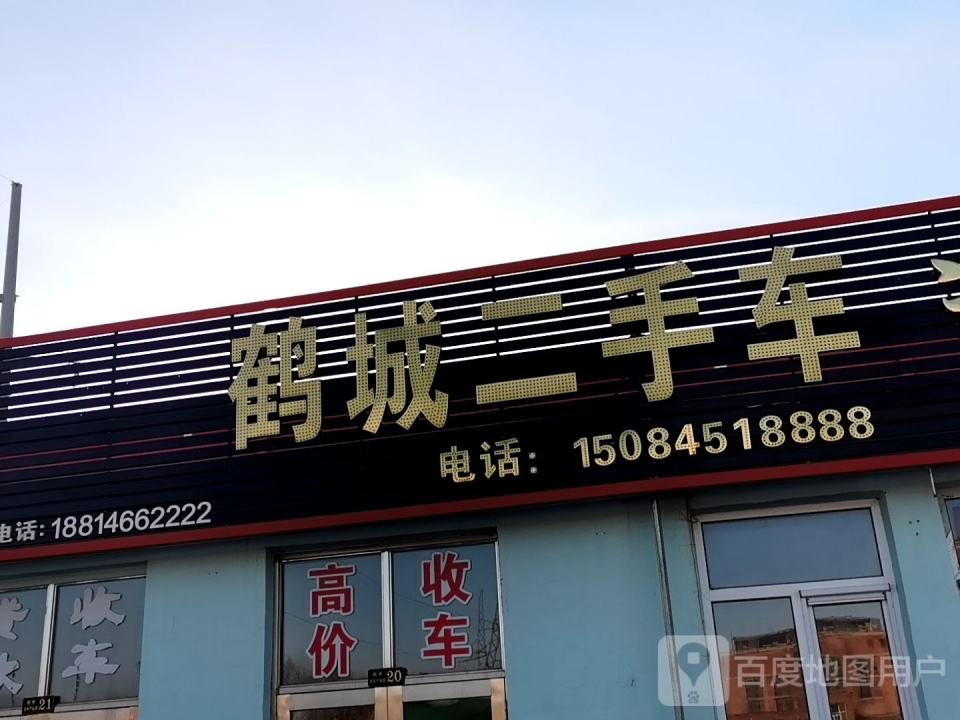 鹤城二手车
电话：15084518888
电话:18814662222
高价
收车
收车
20
21
百度地图用户